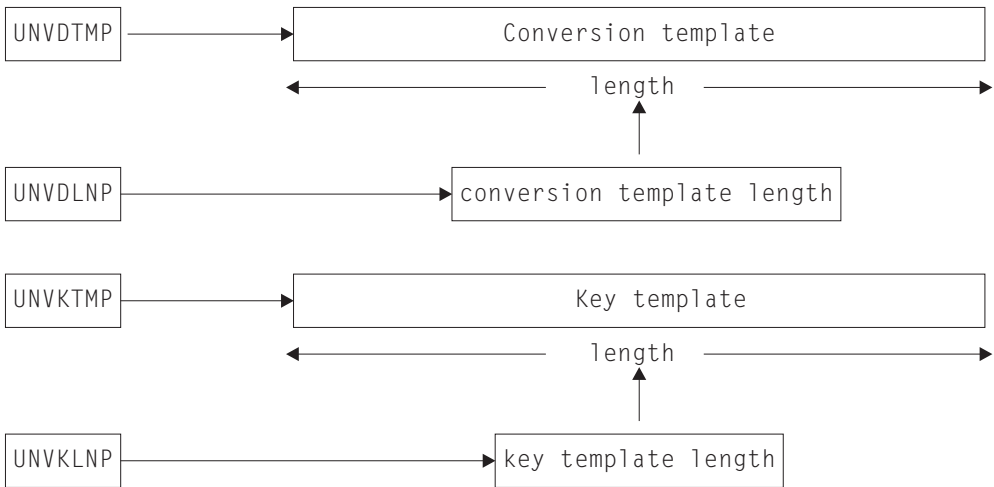 UNVDTMP Conversion template
length
UNVDLNP conversion template length
UNVKTMP Key template
length
UNVKLNP key template length